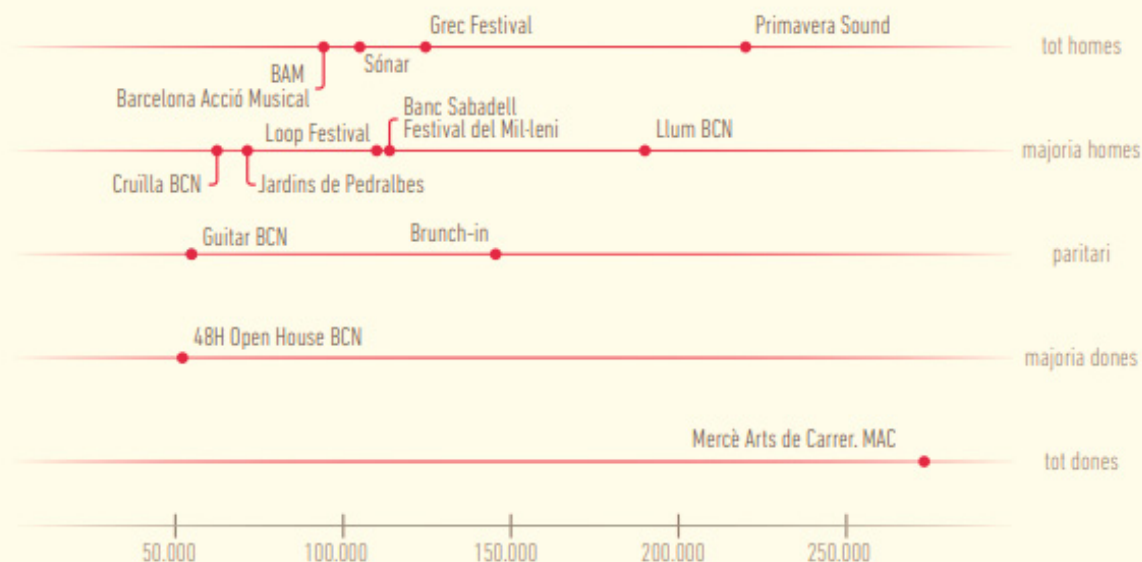 Grec Festival
Primavera Sound
tot homes
Sónar
BAM
Barcelona Acció Musical
Banc Sabadell
Festival del Mil·leni
Loop Festival
Llum BCN
majoria homes
Cruïlla BCN
Jardins de Pedralbes
Guitar BCN
Brunch-in
paritari
48H Open House BCN
majoria dones
Mercè Arts de Carrer. MAC
tot dones
50.000 100.000 150.000 200.000 250.000